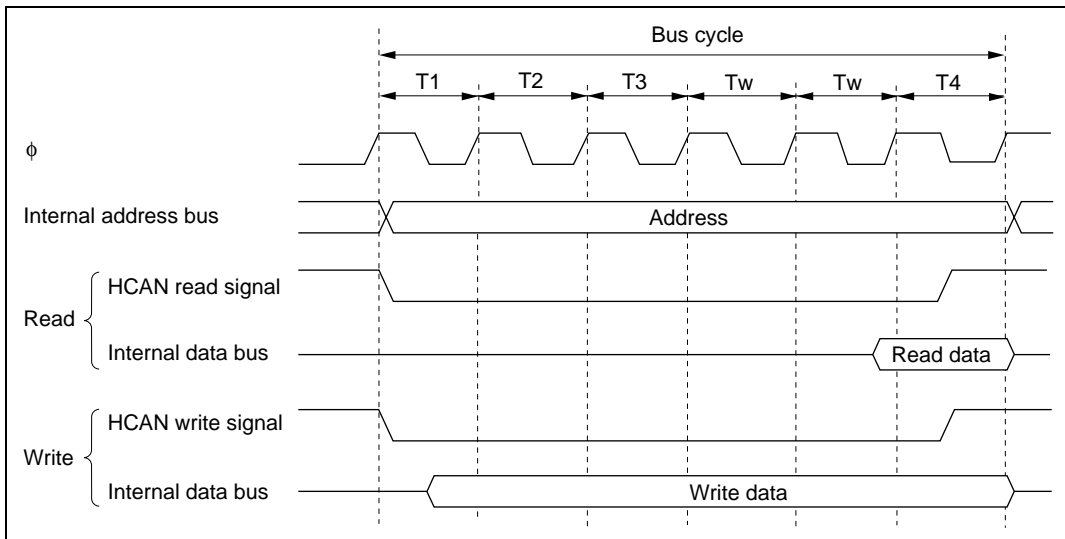 Bus cycle
T1 T2 T3 Tw Tw T4
ϕ
Internal address bus Address
HCAN read signal
Read
Internal data bus Read data
HCAN write signal
Write
Internal data bus Write data